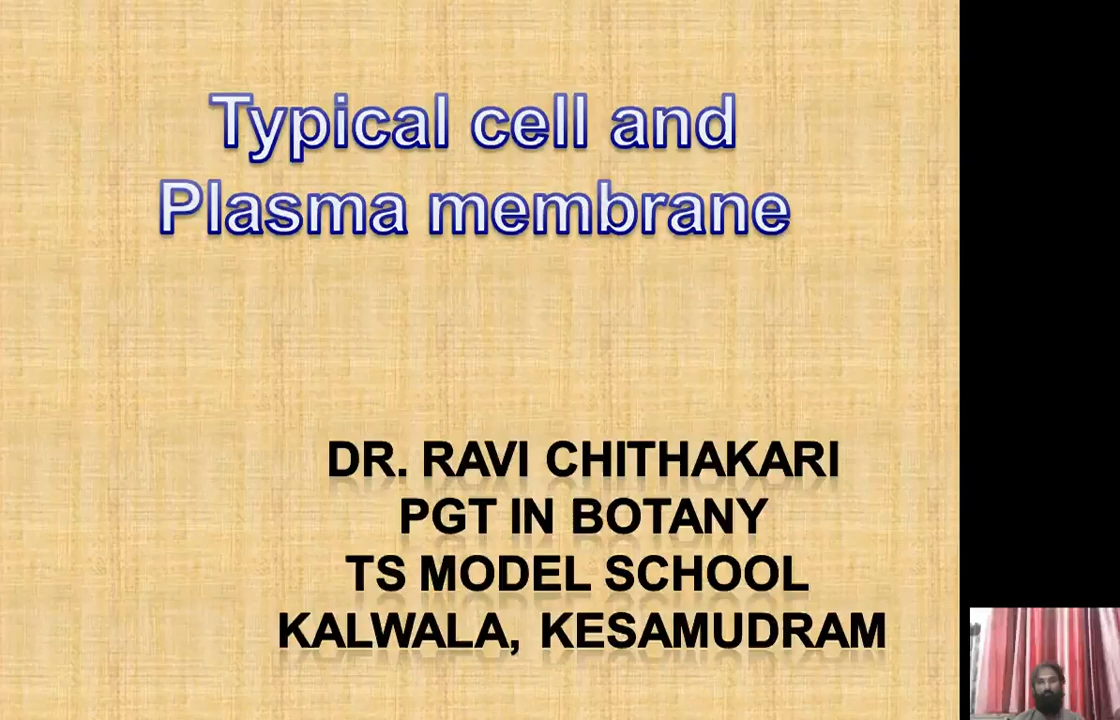 Typical cell and
Plasma membrane
DR. RAVI CHITHAKARI
PGT IN BOTANY
TS MODEL SCHOOL
KALWALA, KESAMUDRAM